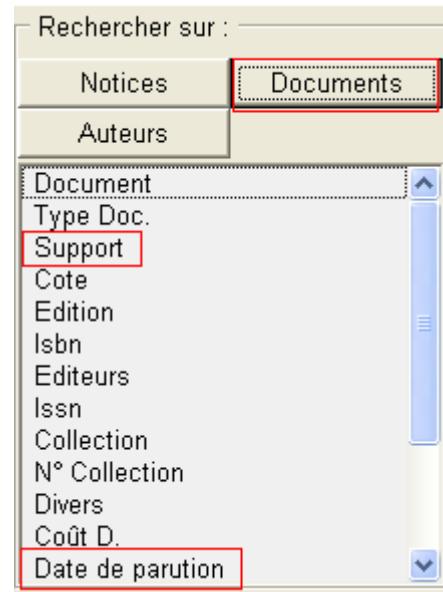 Rechercher sur :
Notices Documents
Auteurs
Document
Type Doc.
Support
Cote
Edition
Isbn
Editeurs
Issn
Collection
N° Collection
Divers
Coût D.
Date de parution